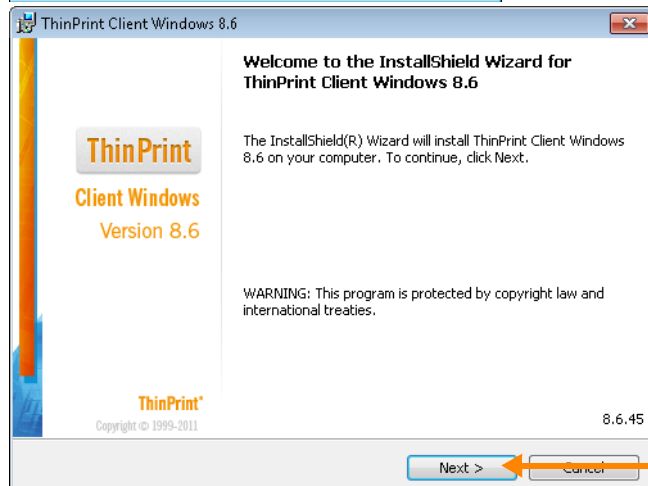 ThinPrint Client Windows 8.6
Welcome to the InstallShield Wizard for
ThinPrint Client Windows 8.6
The InstallShield(R) Wizard will install ThinPrint Client Windows
8.6 on your computer. To continue, click Next.
ThinPrint
Client Windows
Version 8.6
WARNING: This program is protected by copyright law and
international treaties.
ThinPrint®
Copyright © 1999-2011
8.6.45
Next >
Cancel